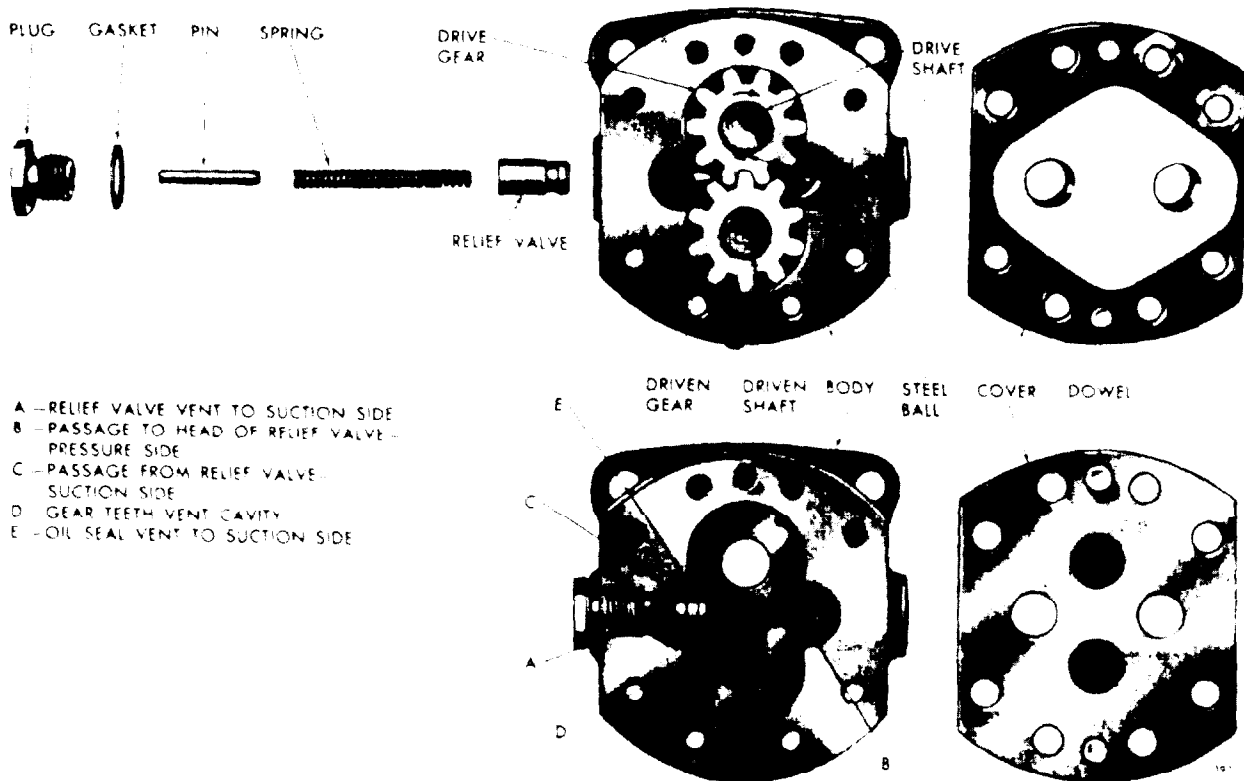 PLUG
GASKET
PIN
SPRING
DRIVE
GEAR
DRIVE
SHAFT
RELIEF VALVE
DRIVEN
GEAR
DRIVEN
SHAFT
BODY
STEEL
BALL
COVER
DOWEL
A - RELIEF VALVE VENT TO SUCTION SIDE
B - PASSAGE TO HEAD OF RELIEF VALVE -
PRESSURE SIDE
C - PASSAGE FROM RELIEF VALVE -
SUCTION SIDE
D GEAR TEETH VENT CAVITY
E - OIL SEAL VENT TO SUCTION SIDE
E
C
A
D
B